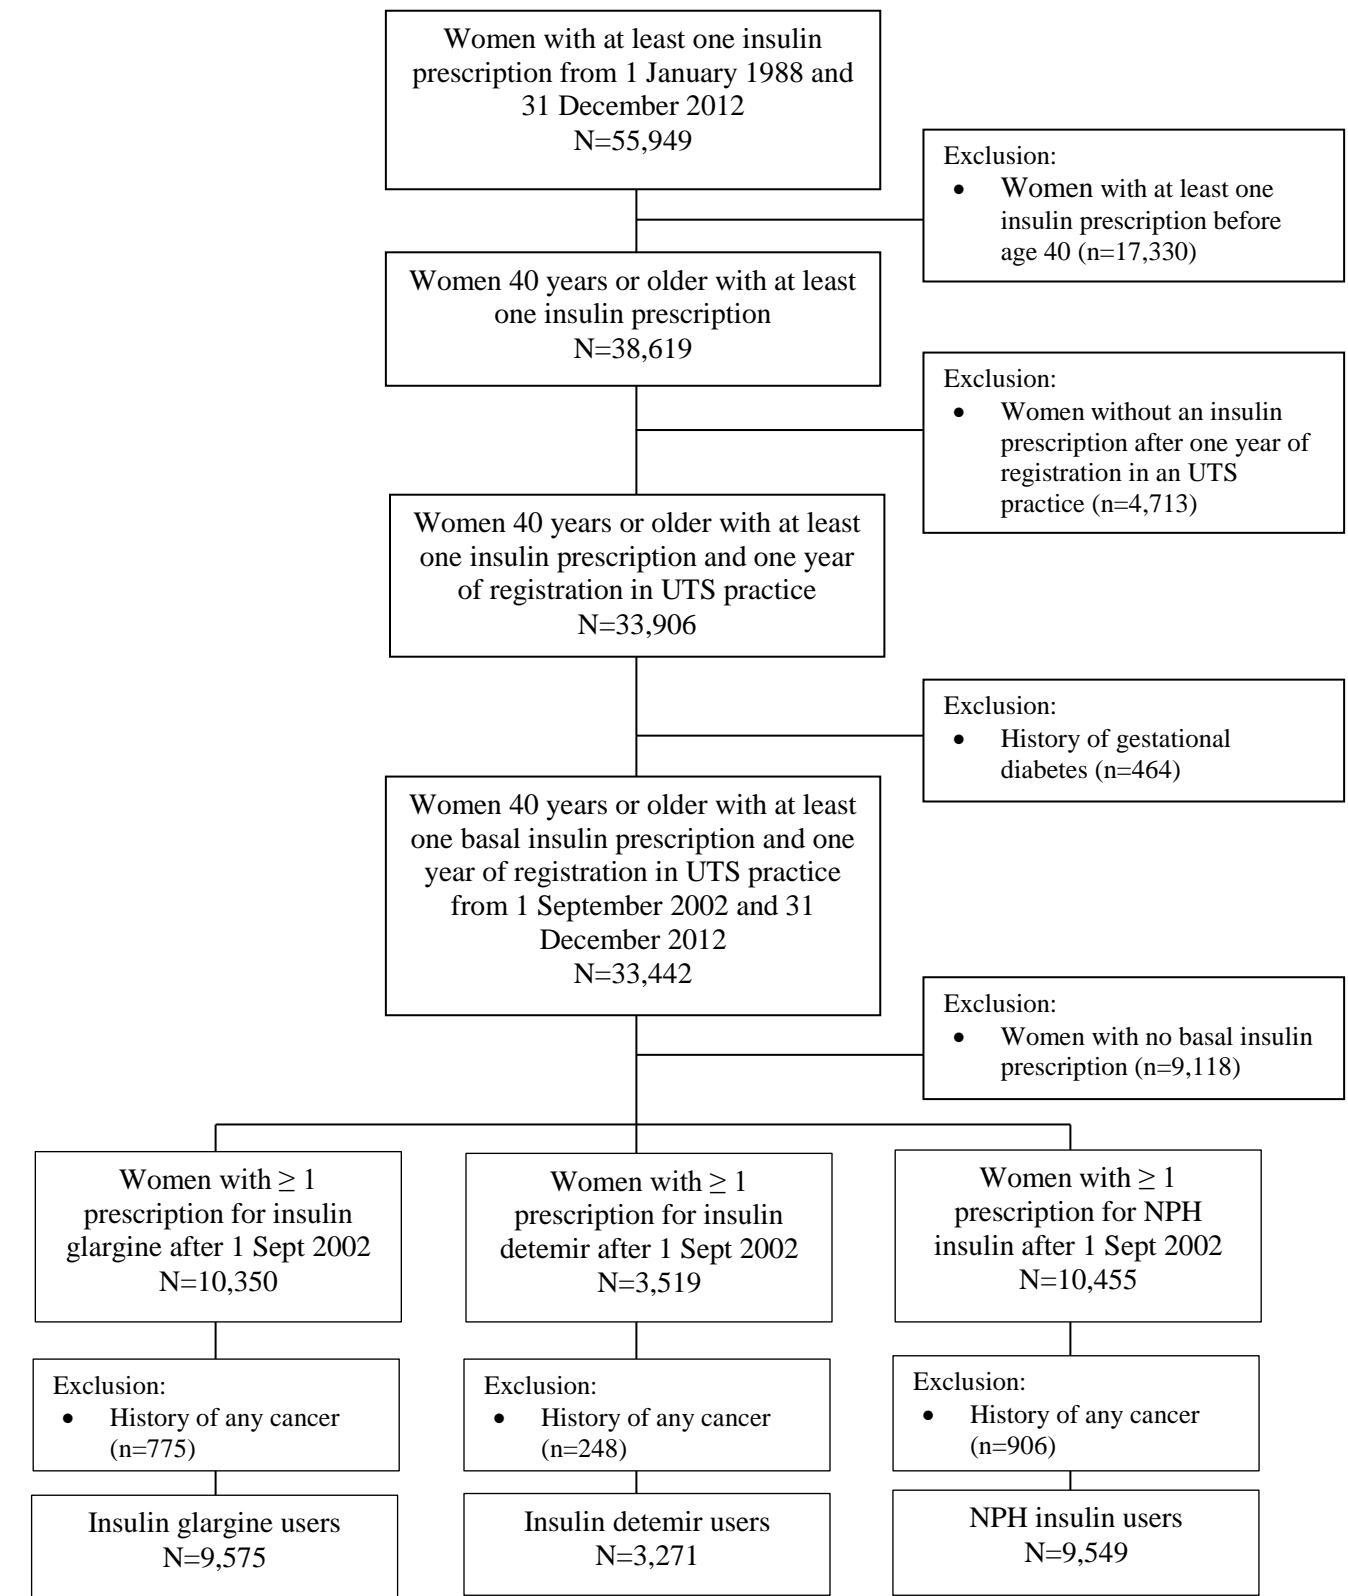 Women with at least one insulin
prescription from 1 January 1988 and
31 December 2012
N=55,949
Exclusion:
• Women with at least one
insulin prescription before
age 40 (n=17,330)
Women 40 years or older with at least
one insulin prescription
N=38,619
Exclusion:
• Women without an insulin
prescription after one year of
registration in an UTS
practice (n=4,713)
Women 40 years or older with at least
one insulin prescription and one year
of registration in UTS practice
N=33,906
Exclusion:
• History of gestational
diabetes (n=464)
Women 40 years or older with at least
one basal insulin prescription and one
year of registration in UTS practice
from 1 September 2002 and 31
December 2012
N=33,442
Exclusion:
• Women with no basal insulin
prescription (n=9,118)
Women with ≥ 1
prescription for insulin
glargine after 1 Sept 2002
N=10,350
Women with ≥ 1
prescription for insulin
detemir after 1 Sept 2002
N=3,519
Women with ≥ 1
prescription for NPH
insulin after 1 Sept 2002
N=10,455
Exclusion:
• History of any cancer
(n=775)
Exclusion:
• History of any cancer
(n=248)
Exclusion:
• History of any cancer
(n=906)
Insulin glargine users
N=9,575
Insulin detemir users
N=3,271
NPH insulin users
N=9,549